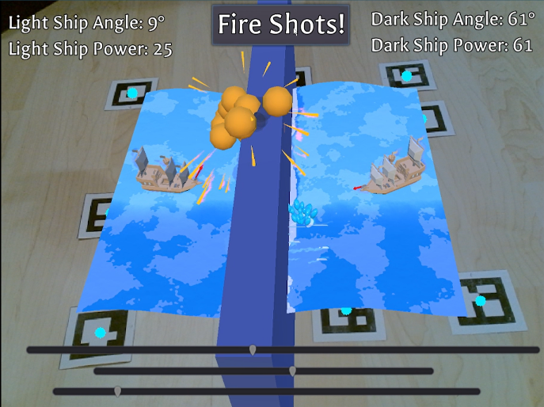 Light Ship Angle: 9°
Light Ship Power: 25
Fire Shots!
Dark Ship Angle: 61°
Dark Ship Power: 61